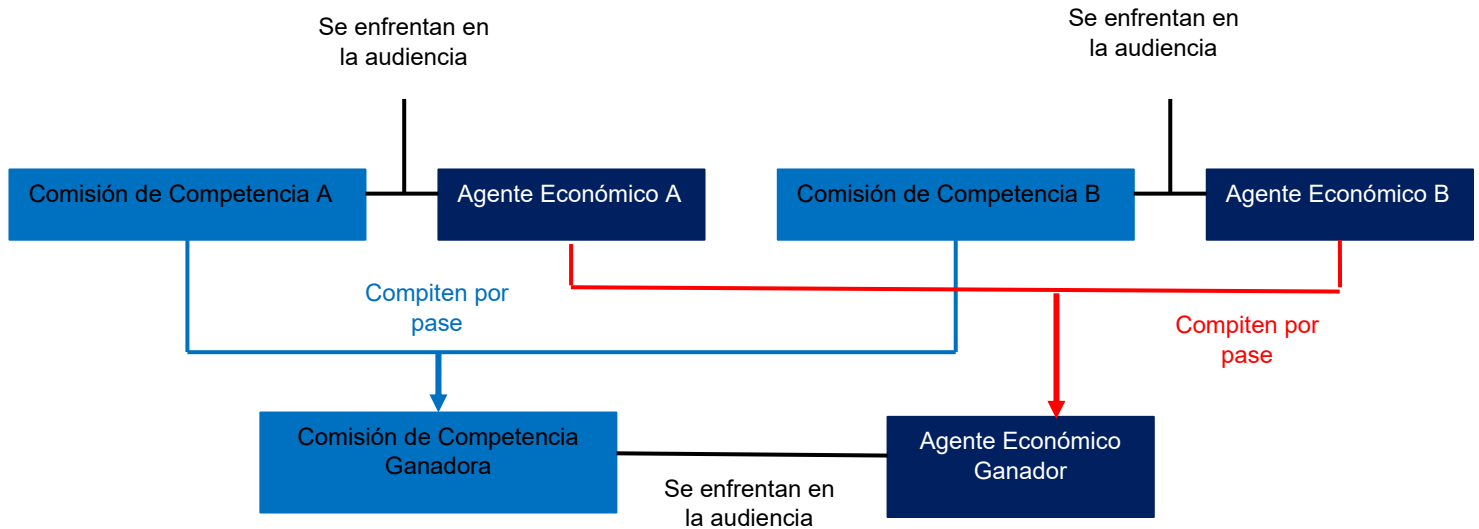 Se enfrentan en
la audiencia
Se enfrentan en
la audiencia
Comisión de Competencia A
Agente Económico A
Comisión de Competencia B
Agente Económico B
Compiten por
pase
Compiten por
pase
Comisión de Competencia
Ganadora
Agente Económico
Ganador
Se enfrentan en
la audiencia